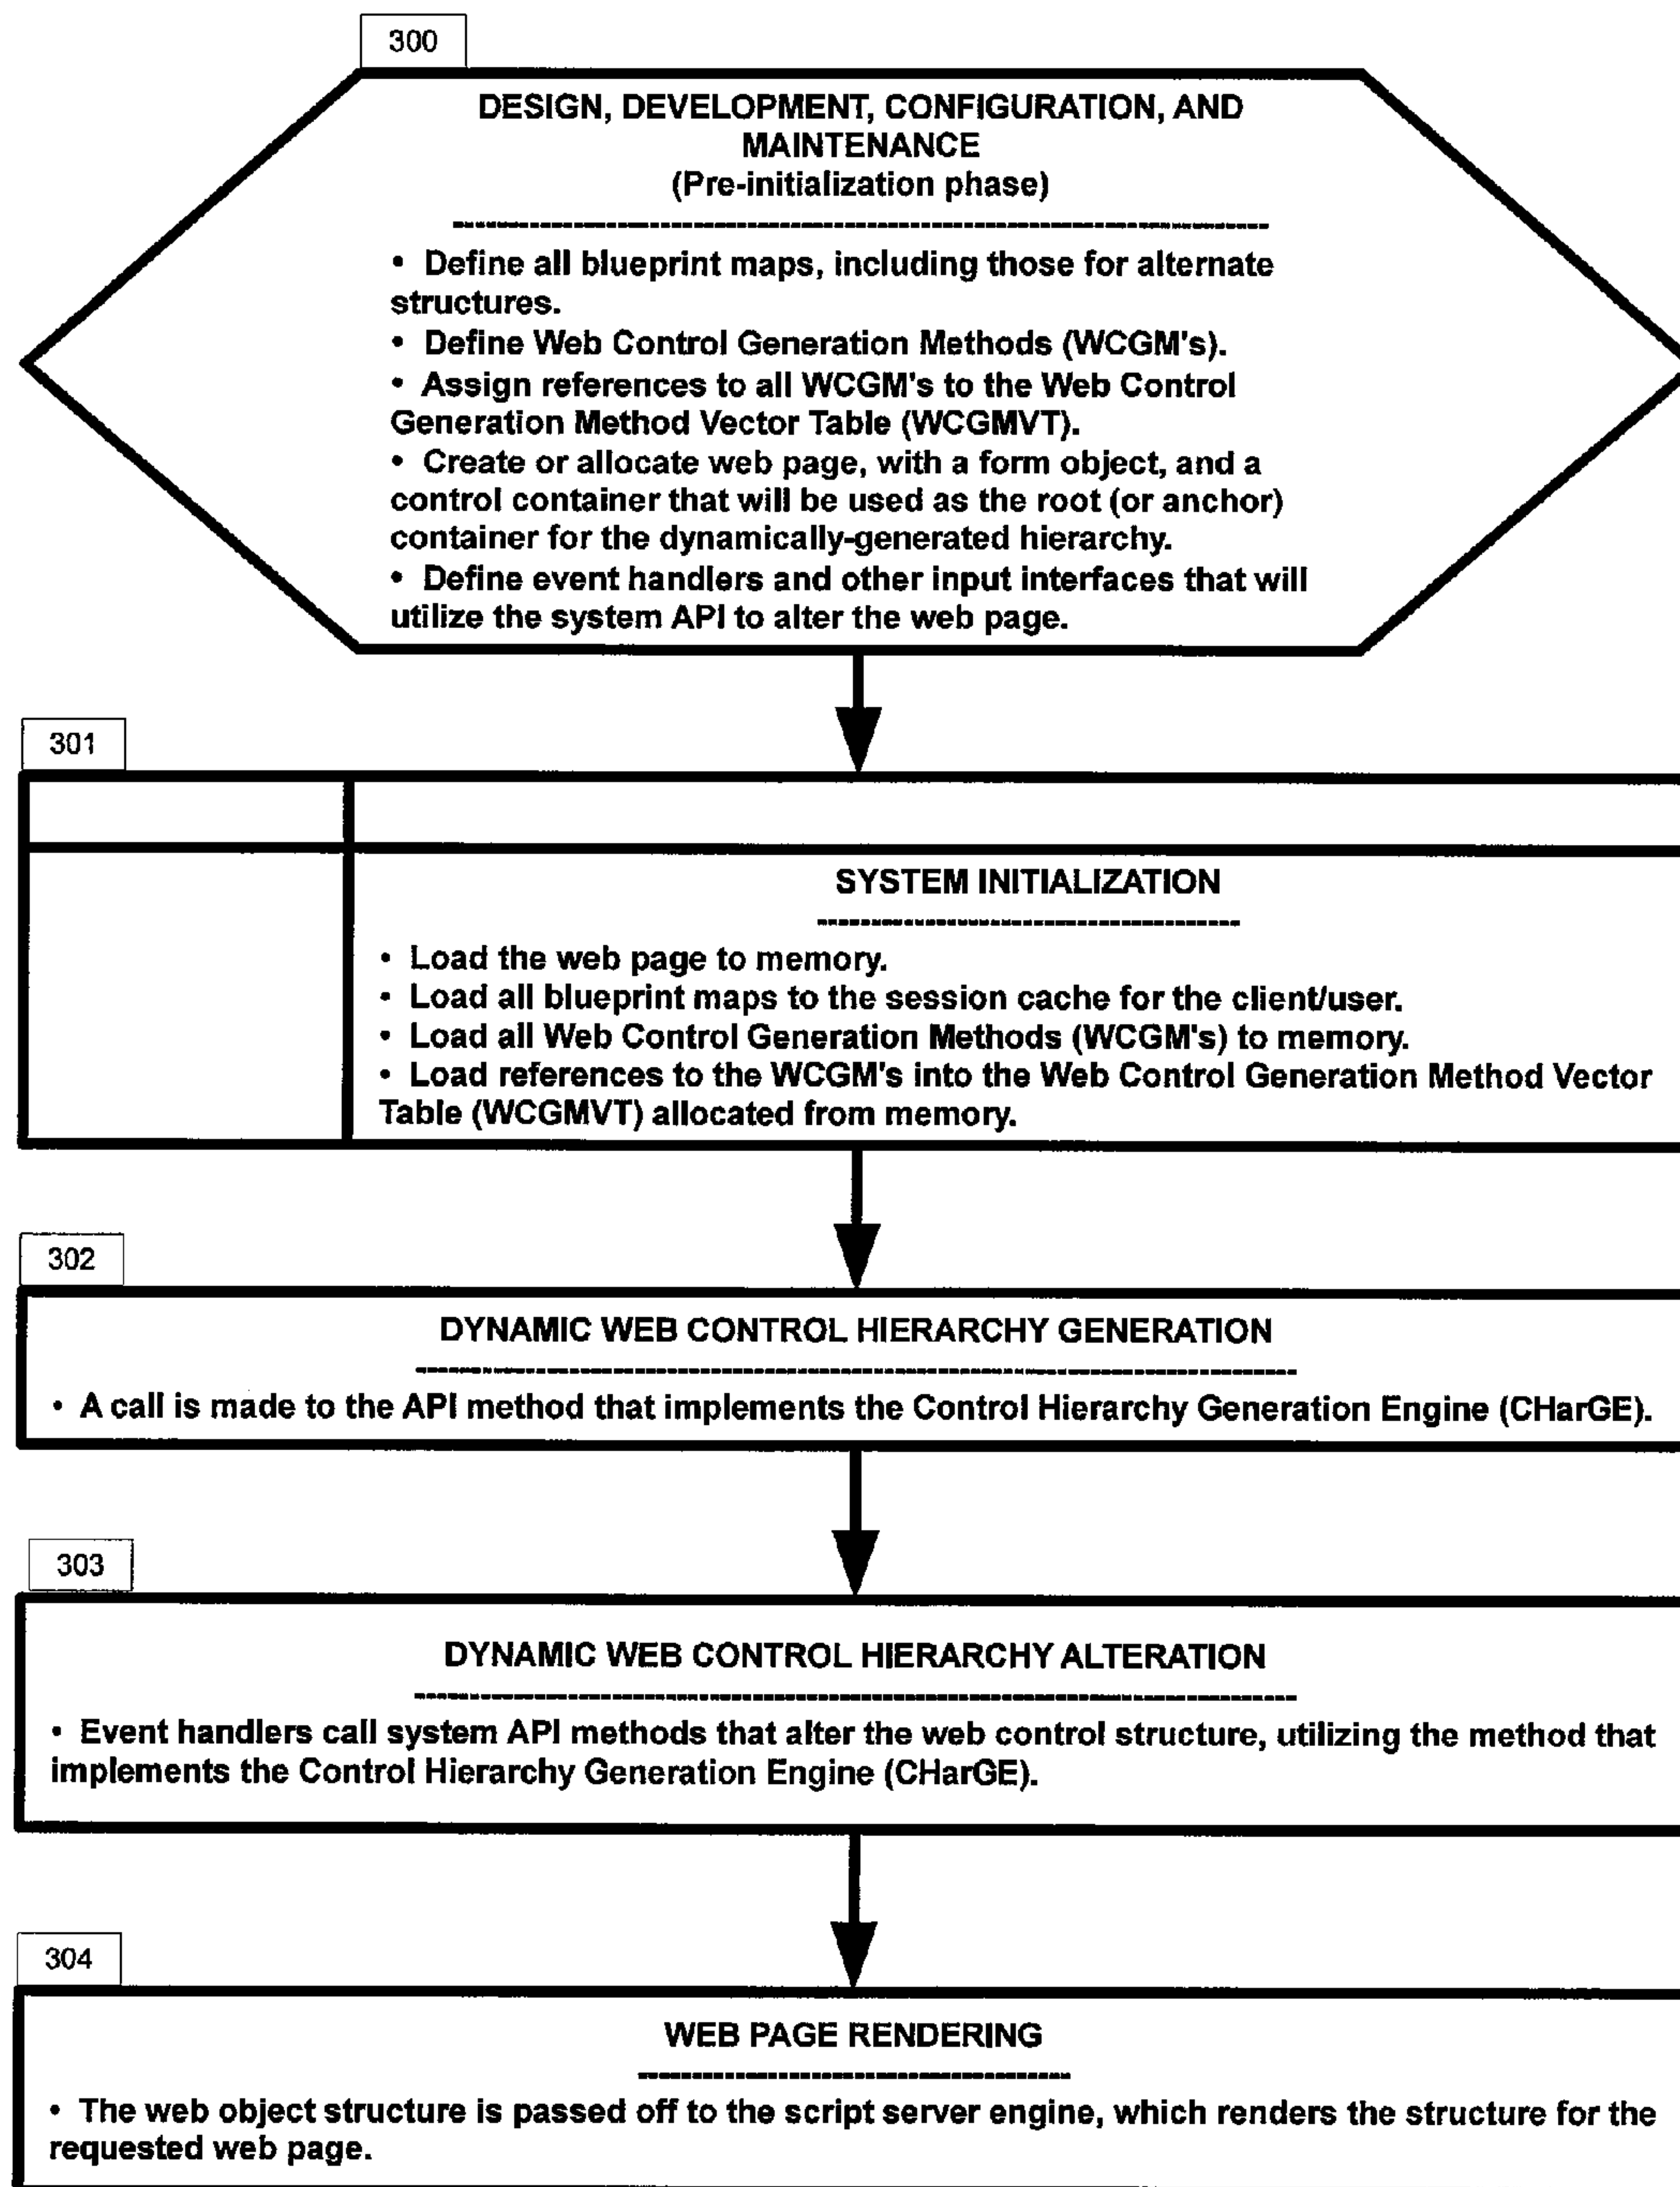 300
DESIGN, DEVELOPMENT, CONFIGURATION, AND
MAINTENANCE
(Pre-initialization phase)
• Define all blueprint maps, including those for alternate
structures.
• Define Web Control Generation Methods (WCGM's).
• Assign references to all WCGM's to the Web Control
Generation Method Vector Table (WCGMVT).
• Create or allocate web page, with a form object, and a
control container that will be used as the root (or anchor)
container for the dynamically-generated hierarchy.
• Define event handlers and other input interfaces that will
utilize the system API to alter the web page.
301
SYSTEM INITIALIZATION
• Load the web page to memory.
• Load all blueprint maps to the session cache for the client/user.
• Load all Web Control Generation Methods (WCGM's) to memory.
• Load references to the WCGM's into the Web Control Generation Method Vector
Table (WCGMVT) allocated from memory.
302
DYNAMIC WEB CONTROL HIERARCHY GENERATION
• A call is made to the API method that implements the Control Hierarchy Generation Engine (CHarGE).
303
DYNAMIC WEB CONTROL HIERARCHY ALTERATION
• Event handlers call system API methods that alter the web control structure, utilizing the method that
implements the Control Hierarchy Generation Engine (CHarGE).
304
WEB PAGE RENDERING
• The web object structure is passed off to the script server engine, which renders the structure for the
requested web page.